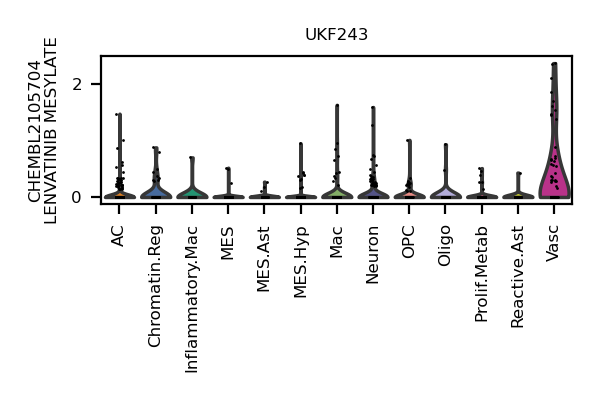 UKF243
CHEMBL2105704
LENVATINIB MESYLATE
2
0
AC
Chromatin.Reg
Inflammatory.Mac
MES
MES.Ast
MES.Hyp
Mac
Neuron
OPC
Oligo
Prolif.Metab
Reactive.Ast
Vasc